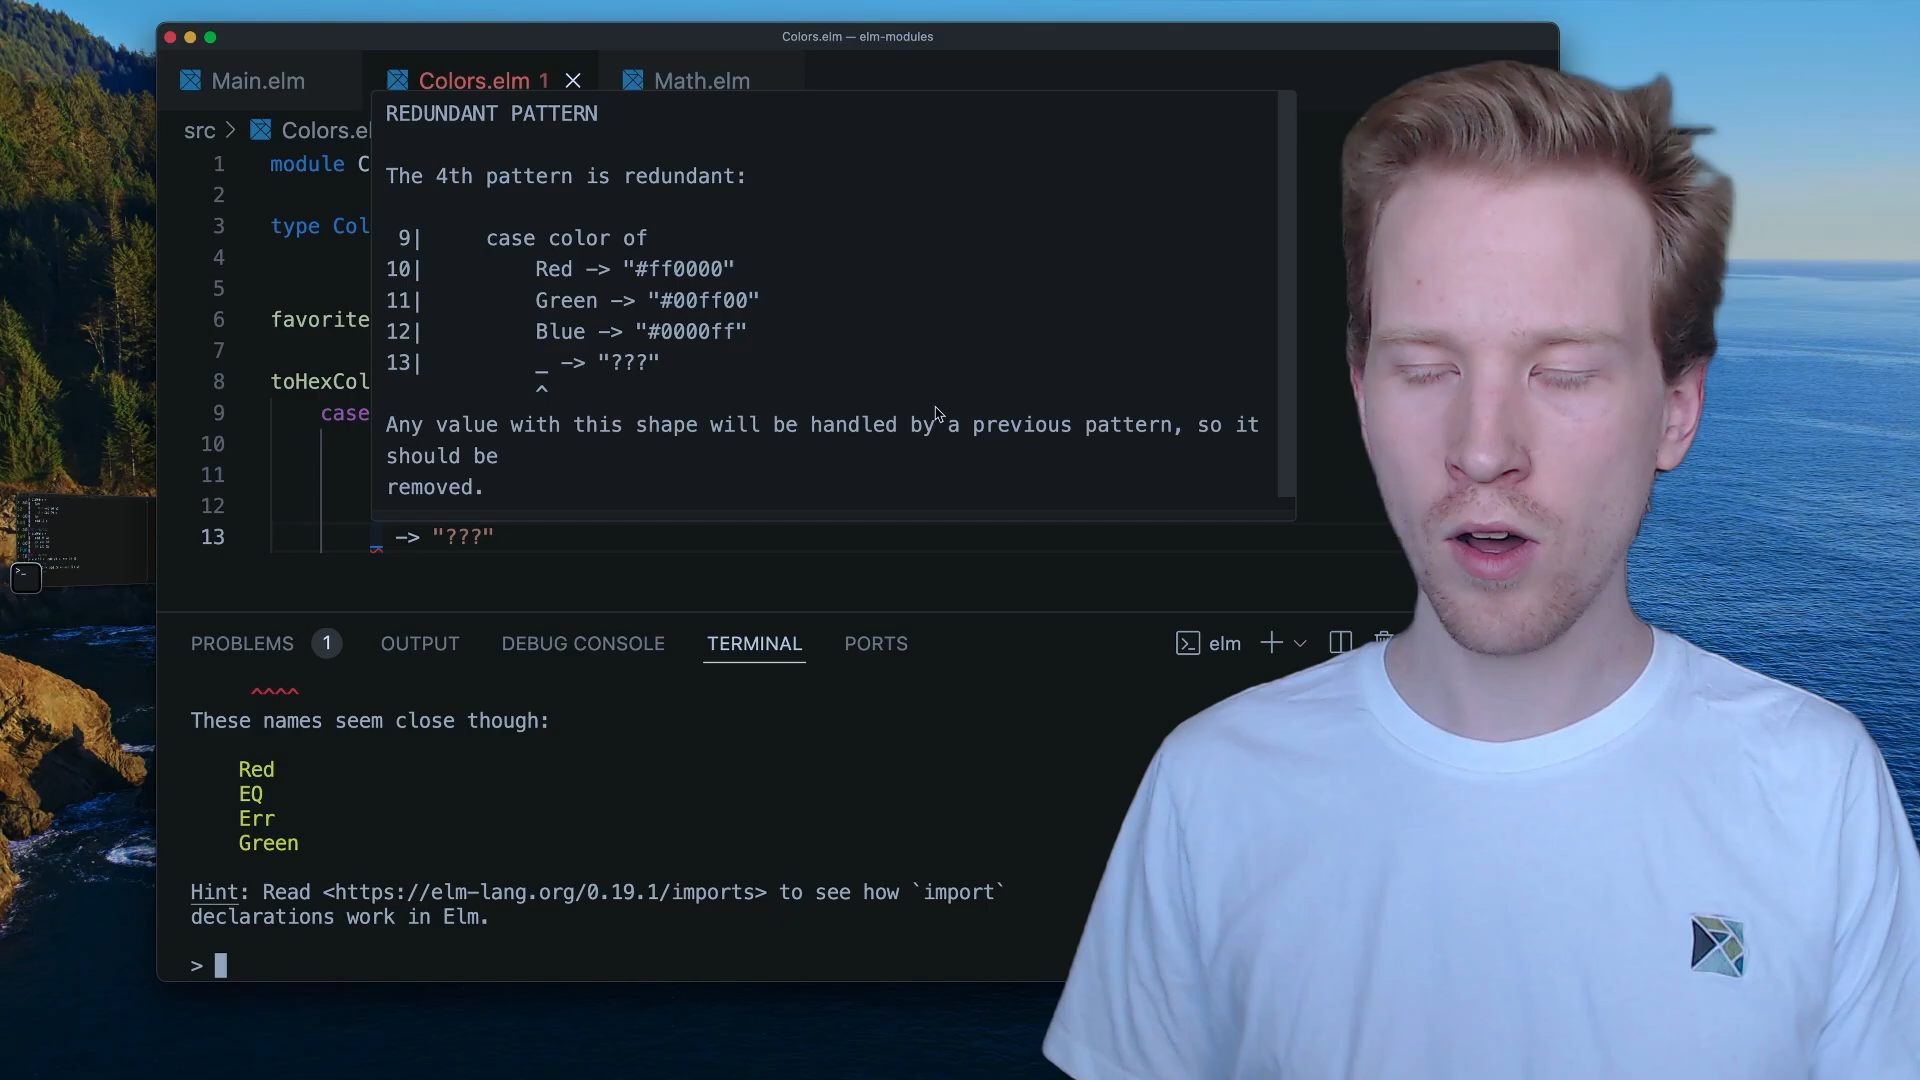 Colors.elm — elm-modules
Main.elm
Colors.elm 1
Math.elm
src > Colors.e
1 module C
2
3 type Col
4
5
6 favorite
7
8 toHexCol
9 case
10
11
12
13 _ -> "???"
REDUNDANT PATTERN
The 4th pattern is redundant:
9| case color of
10| Red -> "#ff0000"
11| Green -> "#00ff00"
12| Blue -> "#0000ff"
13| _ -> "???"
^
Any value with this shape will be handled by a previous pattern, so it
should be
removed.
PROBLEMS 1 OUTPUT DEBUG CONSOLE TERMINAL PORTS
elm
^^^^
These names seem close though:
Red
EQ
Err
Green
Hint: Read <https://elm-lang.org/0.19.1/imports> to see how `import`
declarations work in Elm.
>